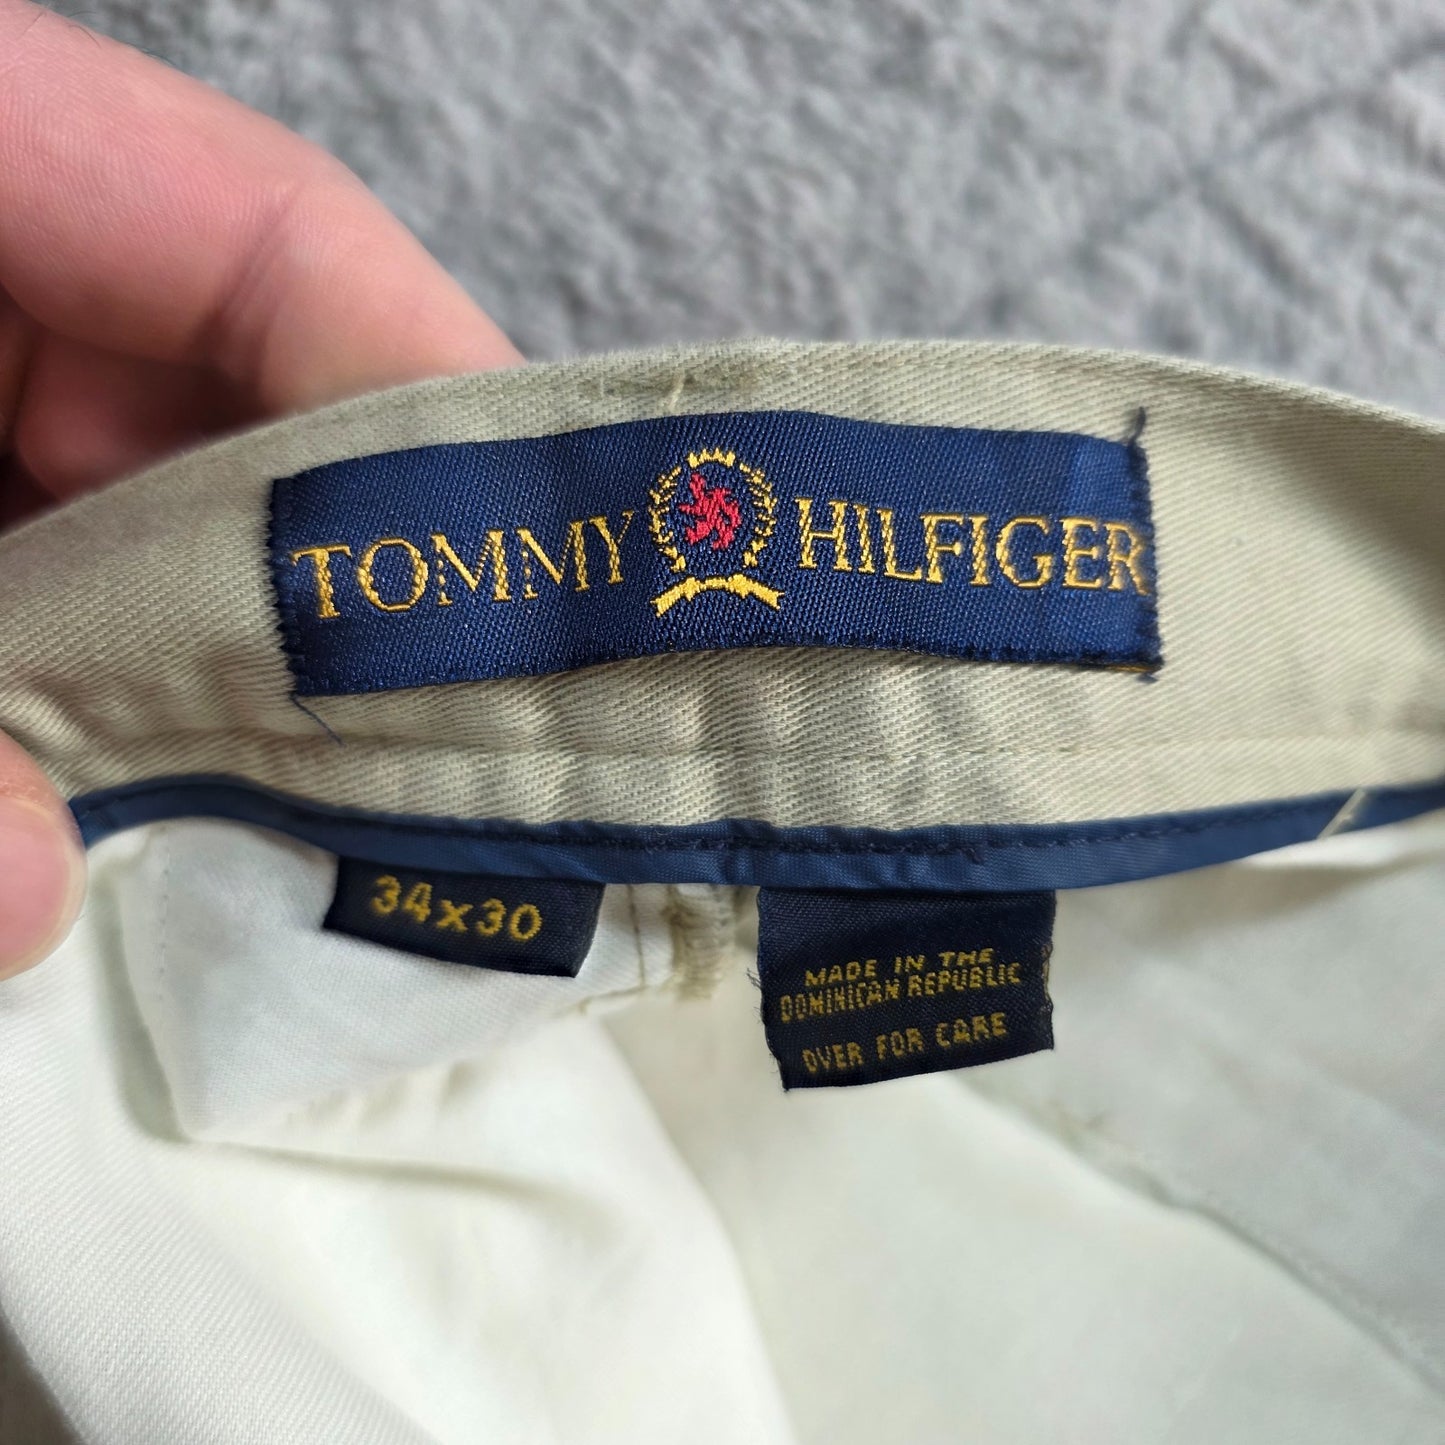 TOMMY HILFIGER
34x30
MADE IN THE
DOMINICAN REPUBLIC
OVER FOR CARE